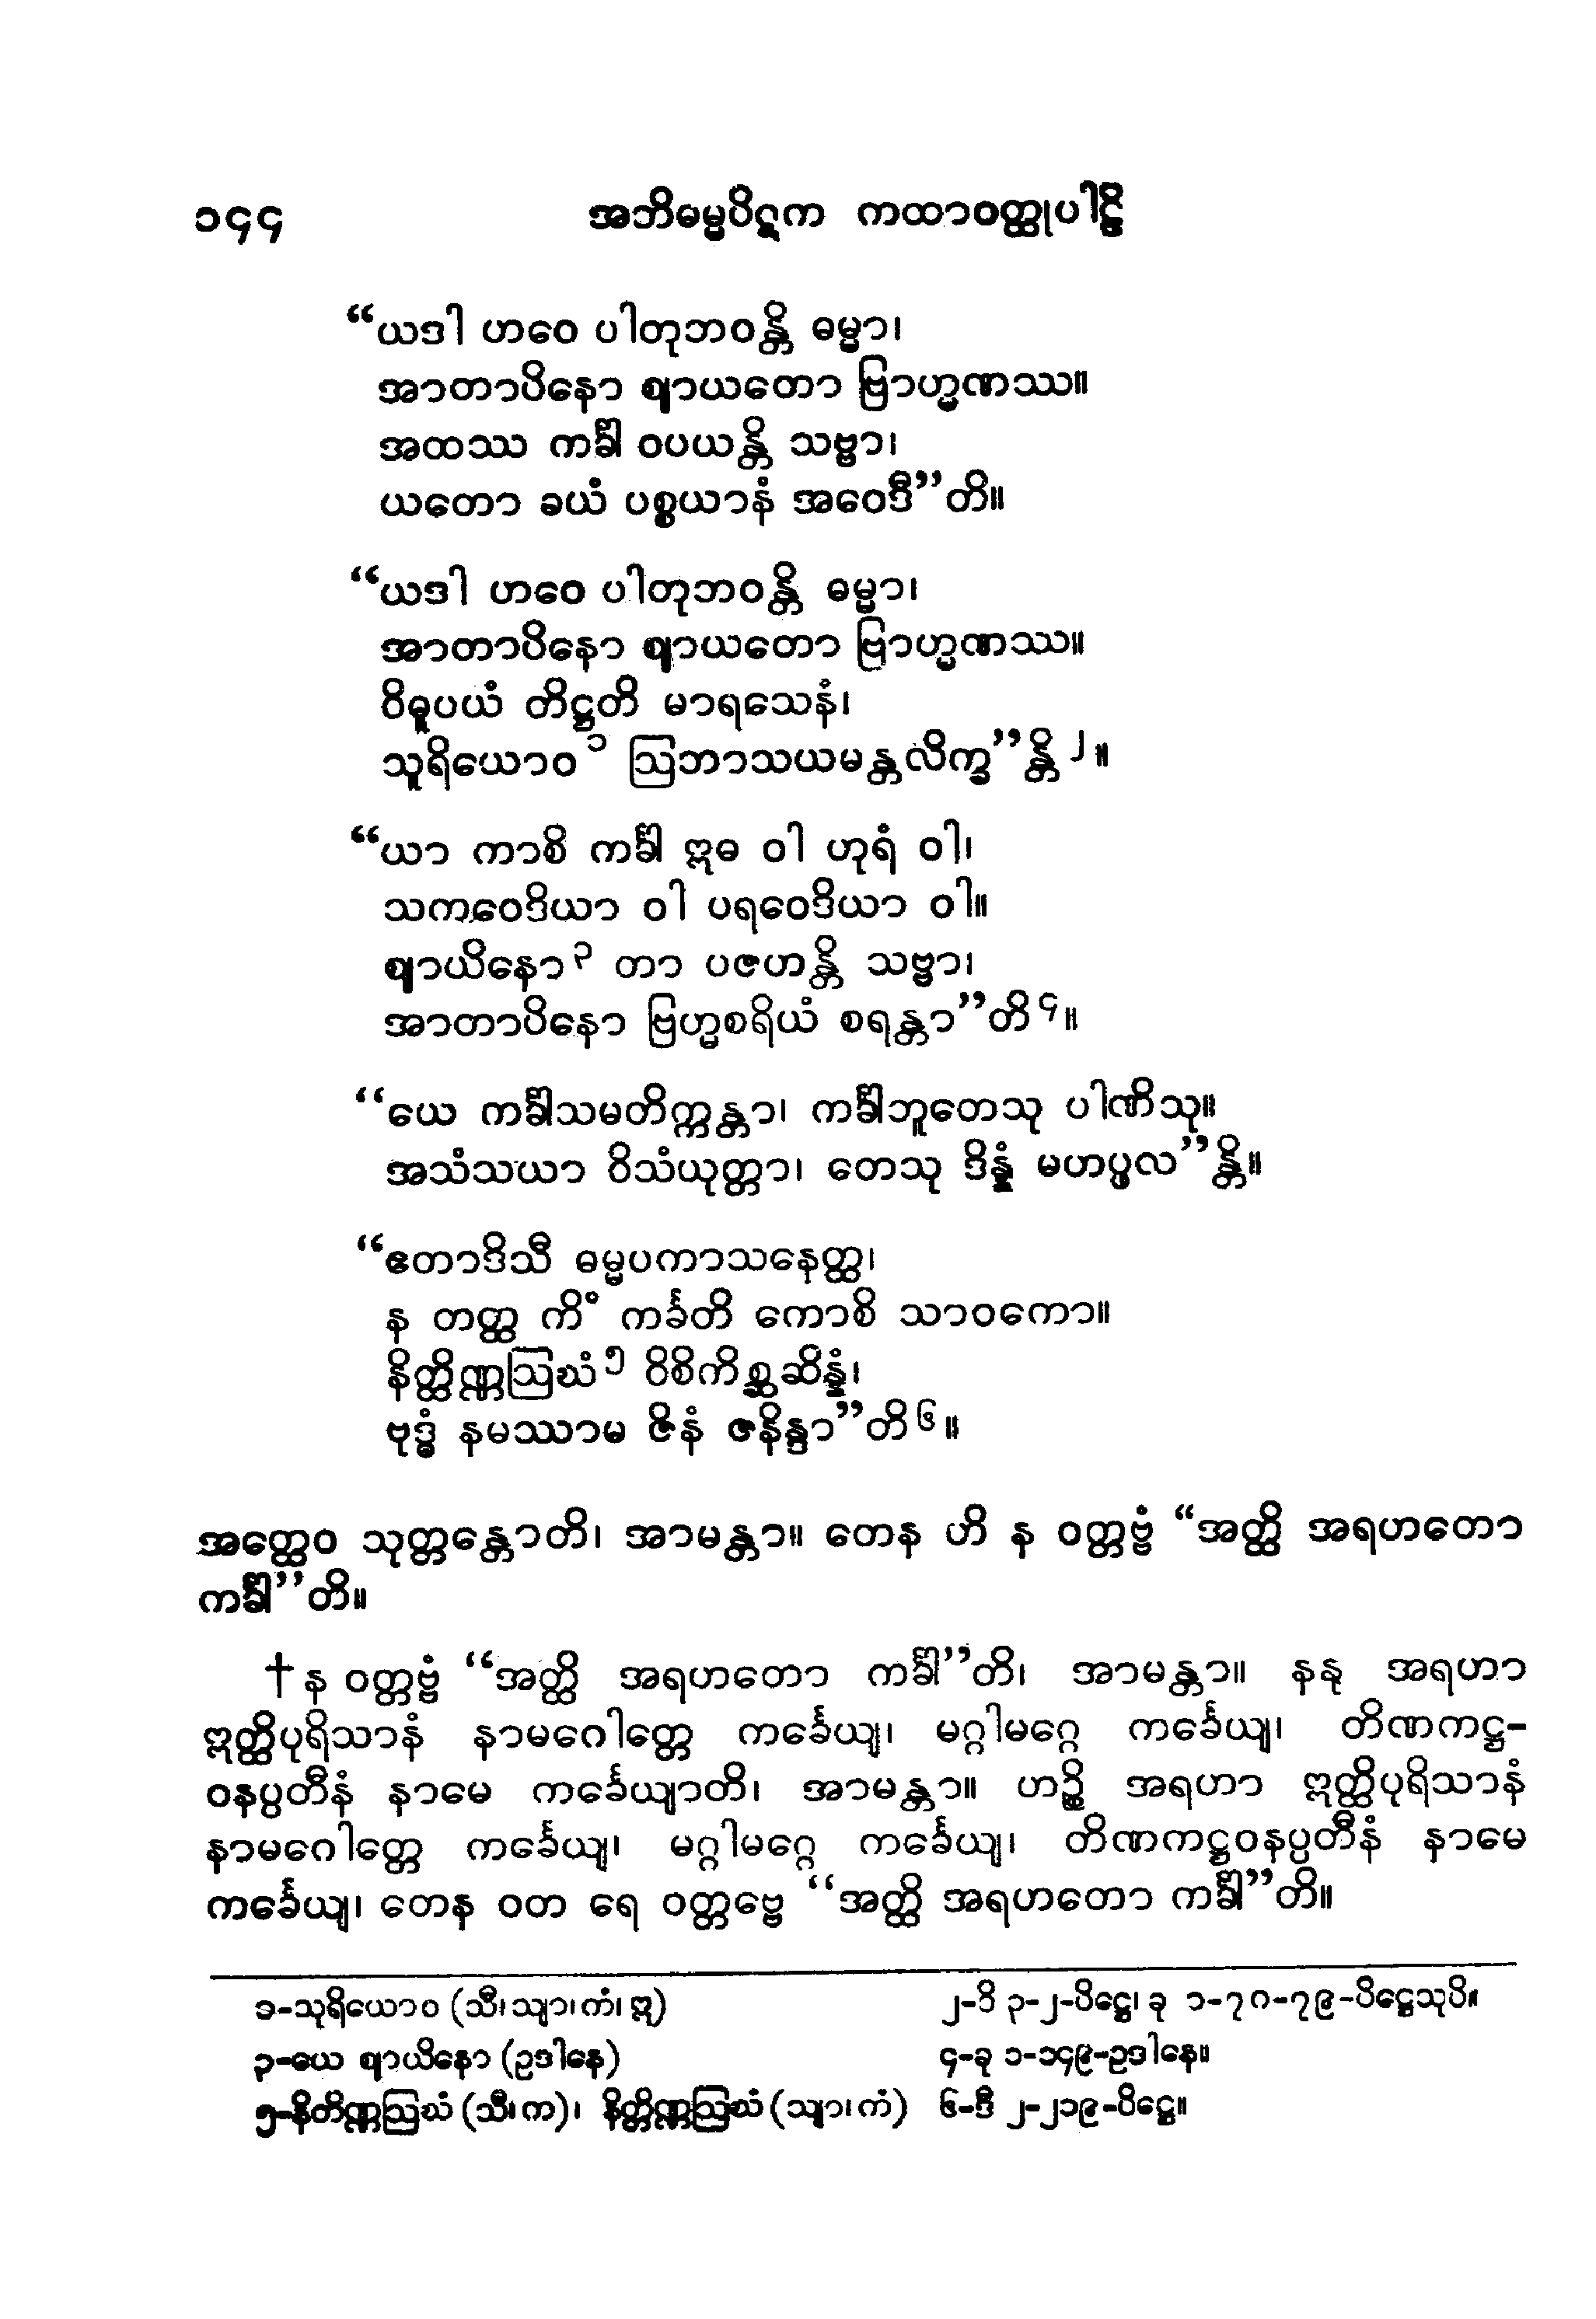 ၁၄၄ အဘိဓမ္မပိဋက ကထာဝတ္ထုပါဠိ
“ယဒါ ဟဝေ ပါတုဘဝန္တိ ဓမ္မာ၊
အာတာပိနော ဈာယတော ဗြာဟ္မဏဿ။
အထဿ ကင်္ခါ ဝပယန္တိ သဗ္ဗာ၊
ယတော ခယံ ပစ္စယာနံ အဝေဒီ”တိ။
“ယဒါ ဟဝေ ပါတုဘဝန္တိ ဓမ္မာ၊
အာတာပိနော ဈာယတော ဗြာဟ္မဏဿ။
ဝိဓူပယံ တိဋ္ဌတိ မာရသေနံ၊
သူရိယောဝ၁ ဩဘာသယမန္တလိက္ခ”န္တိ၂။
“ယာ ကာစိ ကင်္ခါ ဣဓ ဝါ ဟုရံ ဝါ၊
သကဝေဒိယာ ဝါ ပရဝေဒိယာ ဝါ။
ဈာယိနော၃ တာ ပဇဟန္တိ သဗ္ဗာ၊
အာတာပိနော ဗြဟ္မစရိယံ စရန္တာ”တိ၄။
“ယေ ကင်္ခါသမတိက္ကန္တာ၊ ကင်္ခါဘူတေသု ပါဏိသု။
အသံသယာ ဝိသံယုတ္တာ၊ တေသု ဒိန္နံ မဟပ္ဖလ”န္တိ။
“ဧတာဒိသီ ဓမ္မပကာသနေတ္ထ၊
န တတ္ထ ကိံ ကင်္ခတိ ကောစိ သာဝကော။
နိတ္ထိဏ္ဏဩဃံ၅ ဝိစိကိစ္ဆဆိန္နံ၊
ဗုဒ္ဓံ နမဿာမ ဇိနံ ဇနိန္ဒာ”တိ၆။
အတ္ထေဝ သုတ္တန္တောတိ၊ အာမန္တာ။ တေန ဟိ န ဝတ္တဗ္ဗံ “အတ္ထိ အရဟတော
ကင်္ခါ”တိ။
† န ဝတ္တဗ္ဗံ “အတ္ထိ အရဟတော ကင်္ခါ”တိ၊ အာမန္တာ။ နနု အရဟာ
ဣတ္ထိပုရိသာနံ နာမဂေါတ္တေ ကင်္ခေယျ၊ မဂ္ဂါမဂ္ဂေ ကင်္ခေယျ၊ တိဏကဋ္ဌ-
ဝနပ္ပတီနံ နာမေ ကင်္ခေယျာတိ၊ အာမန္တာ။ ဟဉ္စိ အရဟာ ဣတ္ထိပုရိသာနံ
နာမဂေါတ္တေ ကင်္ခေယျ၊ မဂ္ဂါမဂ္ဂေ ကင်္ခေယျ၊ တိဏကဋ္ဌဝနပ္ပတီနံ နာမေ
ကင်္ခေယျ၊ တေန ဝတ ရေ ဝတ္တဗ္ဗေ “အတ္ထိ အရဟတော ကင်္ခါ”တိ။
၁-သုရိယောဝ (သီ၊ သျာ၊ ကံ၊ ဣ) ၂-ဝိ ၃-၂-ပိဋ္ဌေ၊ ခု ၁-၇၈-၇၉-ပိဋ္ဌေသုပိ။
၃-ယေ ဈာယိနော (ဥဒါနေ) ၄-ခု ၁-၁၄၉-ဥဒါနေ။
၅-နိတိဏ္ဏဩဃံ (သီ၊ က)၊ နိတ္တိဏ္ဏဩဃံ (သျာ၊ ကံ) ၆-ဒီ ၂-၂၁၉-ပိဋ္ဌေ။